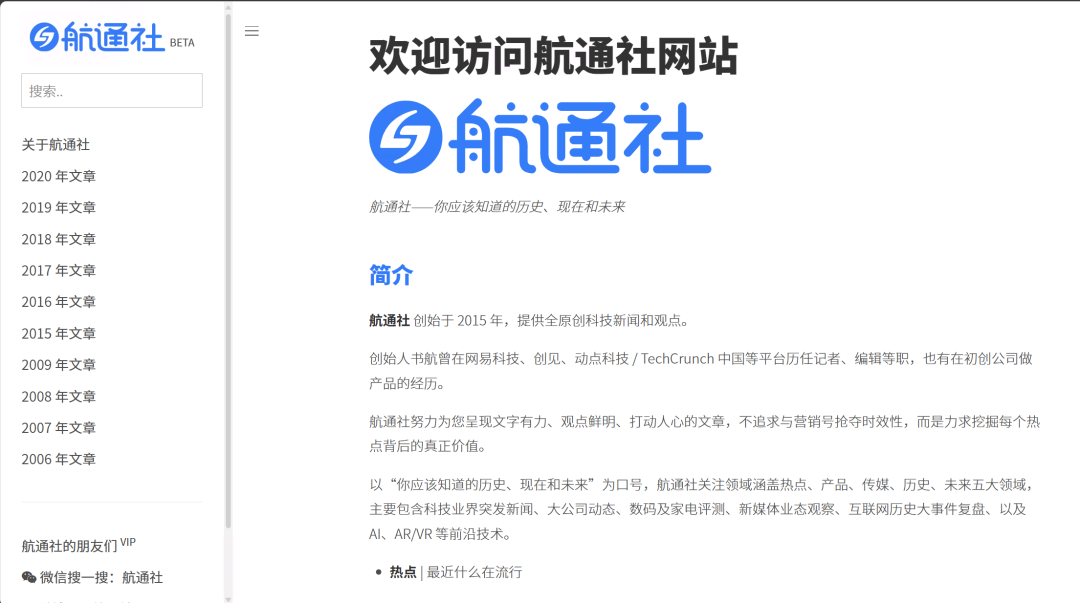 航通社 BETA
搜索..
关于航通社
2020 年文章
2019 年文章
2018 年文章
2017 年文章
2016 年文章
2015 年文章
2009 年文章
2008 年文章
2007 年文章
2006 年文章
航通社的朋友们 VIP
微信搜一搜：航通社
欢迎访问航通社网站
航通社
航通社——你应该知道的历史、现在和未来
简介
航通社 创始于 2015 年，提供全原创科技新闻和观点。
创始人书航曾在网易科技、创见、动点科技 / TechCrunch 中国等平台历任记者、编辑等职，也有在初创公司做
产品的经历。
航通社努力为您呈现文字有力、观点鲜明、打动人心的文章，不追求与营销号抢夺时效性，而是力求挖掘每个热
点背后的真正价值。
以“你应该知道的历史、现在和未来”为口号，航通社关注领域涵盖热点、产品、传媒、历史、未来五大领域，
主要包含科技业界突发新闻、大公司动态、数码及家电评测、新媒体业态观察、互联网历史大事件复盘、以及
AI、AR/VR 等前沿技术。
• 热点 | 最近什么在流行